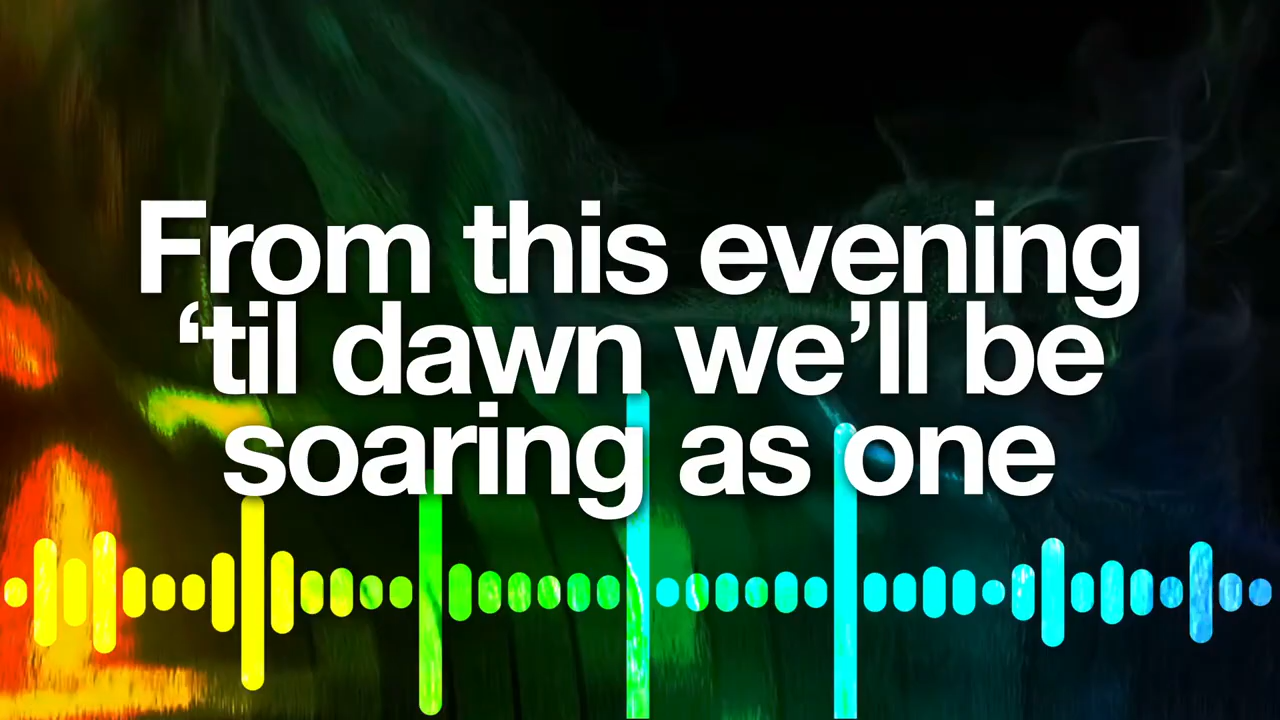 From this evening
‘til dawn we’ll be
soaring as one